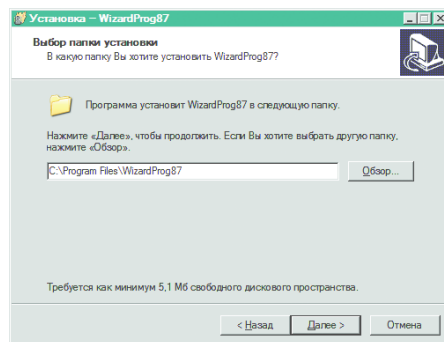 Установка – WizardProg87
Выбор папки установки
В какую папку Вы хотите установить WizardProg87?
Программа установит WizardProg87 в следующую папку.
Нажмите «Далее», чтобы продолжить. Если Вы хотите выбрать другую папку,
нажмите «Обзор».
C:\Program Files\WizardProg87 Обзор...
Требуется как минимум 5,1 Мб свободного дискового пространства.
< Назад Далее > Отмена